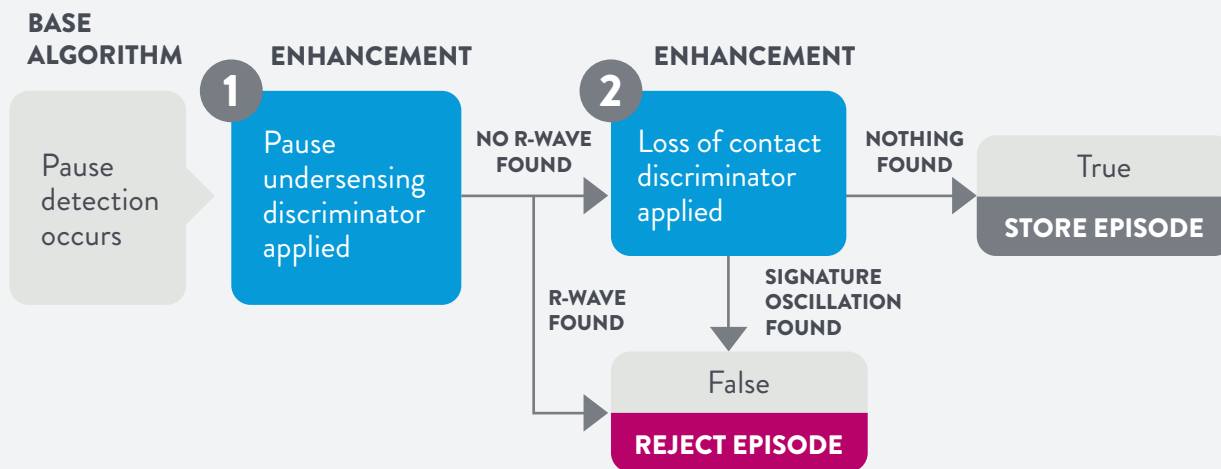 BASE
ALGORITHM
ENHANCEMENT
ENHANCEMENT
1
2
Pause
detection
occurs
Pause
undersensing
discriminator
applied
NO R-WAVE
FOUND
R-WAVE
FOUND
Loss of contact
discriminator
applied
NOTHING
FOUND
SIGNATURE
OSCILLATION
FOUND
True
STORE EPISODE
False
REJECT EPISODE